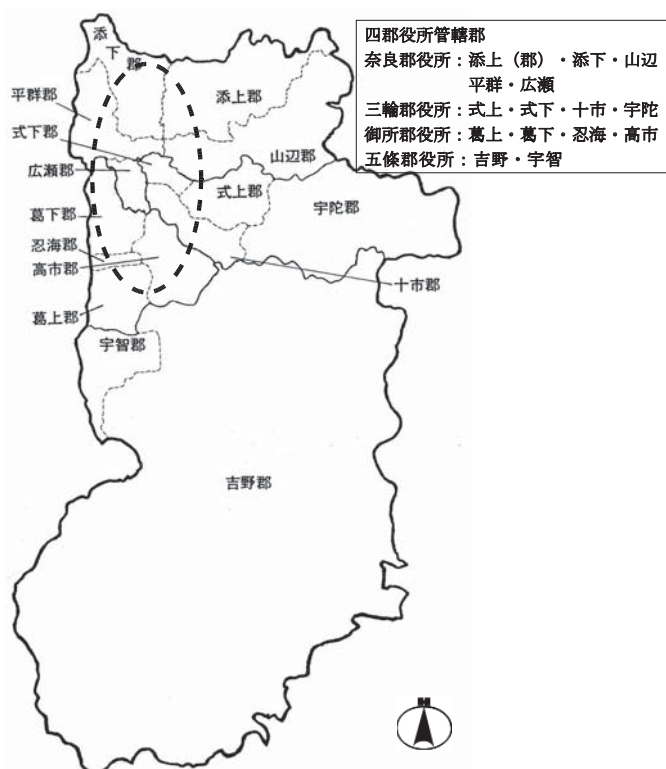 四郡役所管轄郡
奈良郡役所：添上（郡）・添下・山辺
平群・広瀬
三輪郡役所：式上・式下・十市・宇陀
御所郡役所：葛上・葛下・忍海・高市
五條郡役所：吉野・宇智
添下郡
平群郡
添上郡
式下郡
山辺郡
広瀬郡
式上郡
宇陀郡
葛下郡
忍海郡
高市郡
十市郡
葛上郡
宇智郡
吉野郡